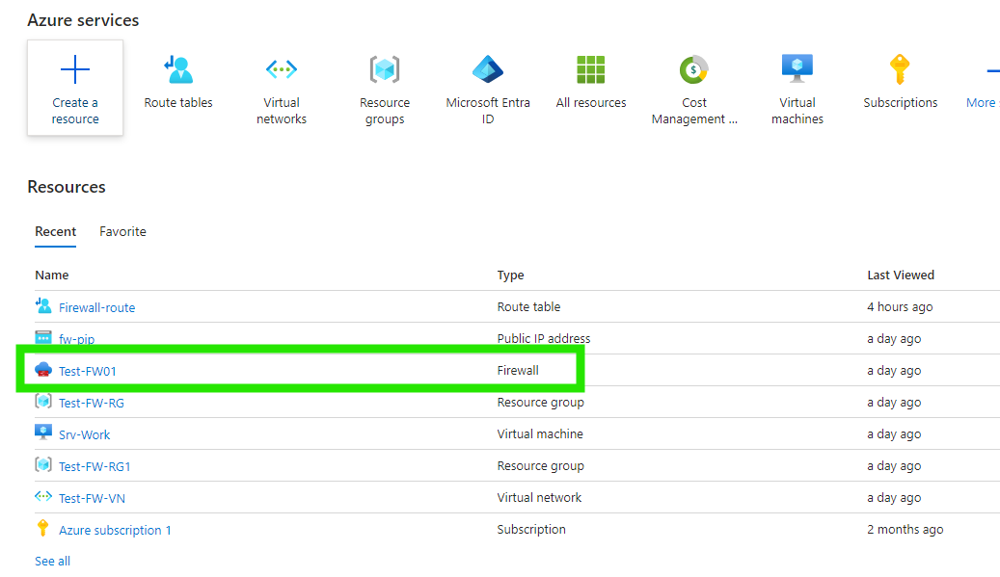 Azure services
Create a
resource
Route tables
Virtual
networks
Resource
groups
Microsoft Entra
ID
All resources
Cost
Management ...
Virtual
machines
Subscriptions
More
Resources
Recent Favorite
Name Type Last Viewed
Firewall-route Route table 4 hours ago
fw-pip Public IP address a day ago
Test-FW01 Firewall a day ago
Test-FW-RG Resource group a day ago
Srv-Work Virtual machine a day ago
Test-FW-RG1 Resource group a day ago
Test-FW-VN Virtual network a day ago
Azure subscription 1 Subscription 2 months ago
See all